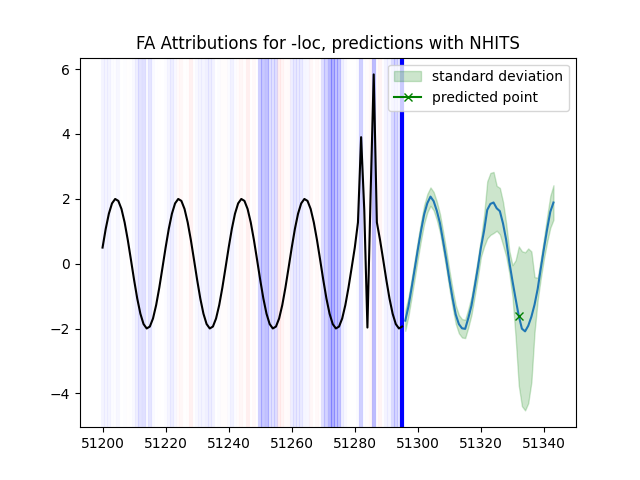 FA Attributions for -loc, predictions with NHITS
standard deviation
predicted point
6
4
2
0
−2
−4
51200 51220 51240 51260 51280 51300 51320 51340